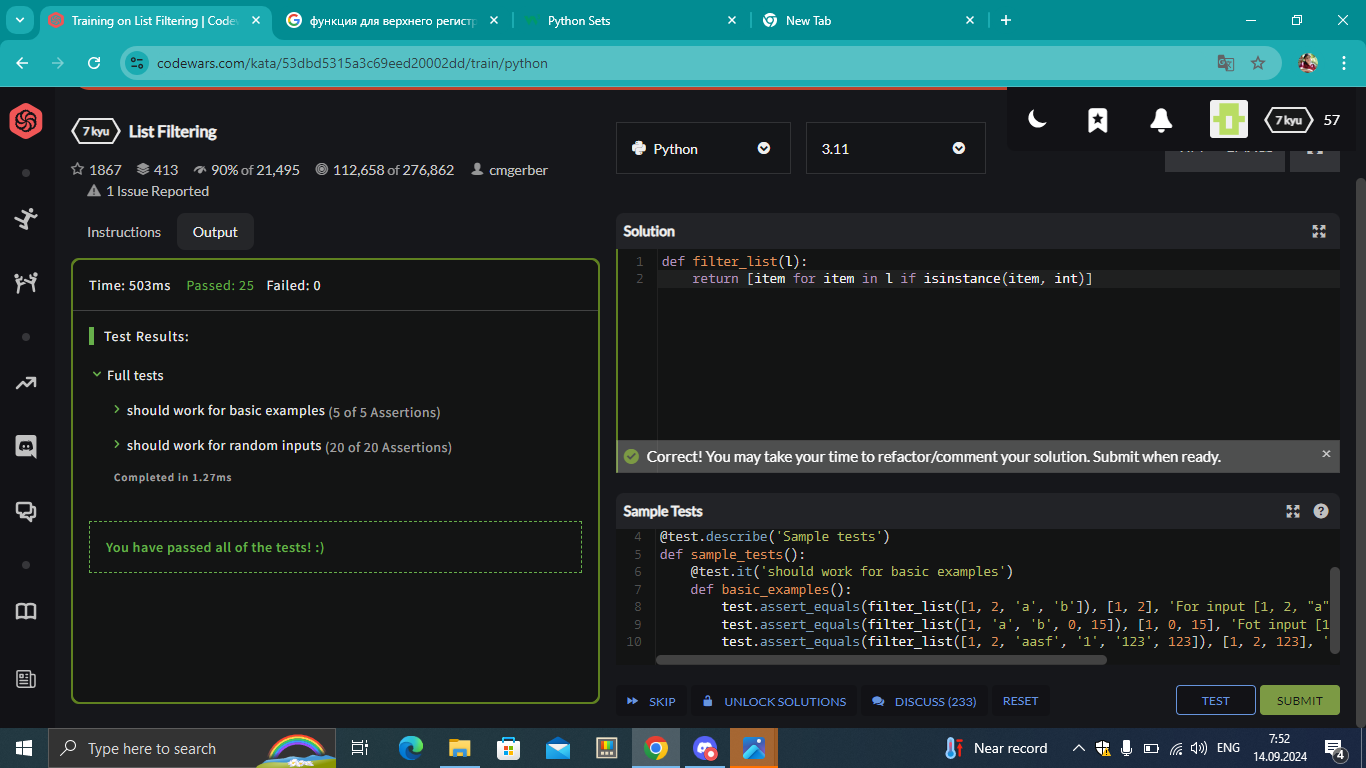 Training on List Filtering | Codew
функция для верхнего регистр
Python Sets
New Tab
codewars.com/kata/53dbd5315a3c69eed20002dd/train/python
7 kyu
List Filtering
7 kyu
57
Python
3.11
1867
413
90% of 21,495
112,658 of 276,862
cmgerber
1 Issue Reported
Instructions
Output
Solution
Time: 503ms Passed: 25 Failed: 0
Test Results:
Full tests
should work for basic examples (5 of 5 Assertions)
should work for random inputs (20 of 20 Assertions)
Completed in 1.27ms
You have passed all of the tests! :)
1 def filter_list(l):
2 return [item for item in l if isinstance(item, int)]
Correct! You may take your time to refactor/comment your solution. Submit when ready.
Sample Tests
4 @test.describe('Sample tests')
5 def sample_tests():
6 @test.it('should work for basic examples')
7 def basic_examples():
8 test.assert_equals(filter_list([1, 2, 'a', 'b']), [1, 2], 'For input [1, 2, "a"
9 test.assert_equals(filter_list([1, 'a', 'b', 0, 15]), [1, 0, 15], 'Fot input [1
10 test.assert_equals(filter_list([1, 2, 'aasf', '1', '123', 123]), [1, 2, 123], '
SKIP
UNLOCK SOLUTIONS
DISCUSS (233)
RESET
TEST
SUBMIT
Type here to search
Near record
ENG
7:52
14.09.2024
4